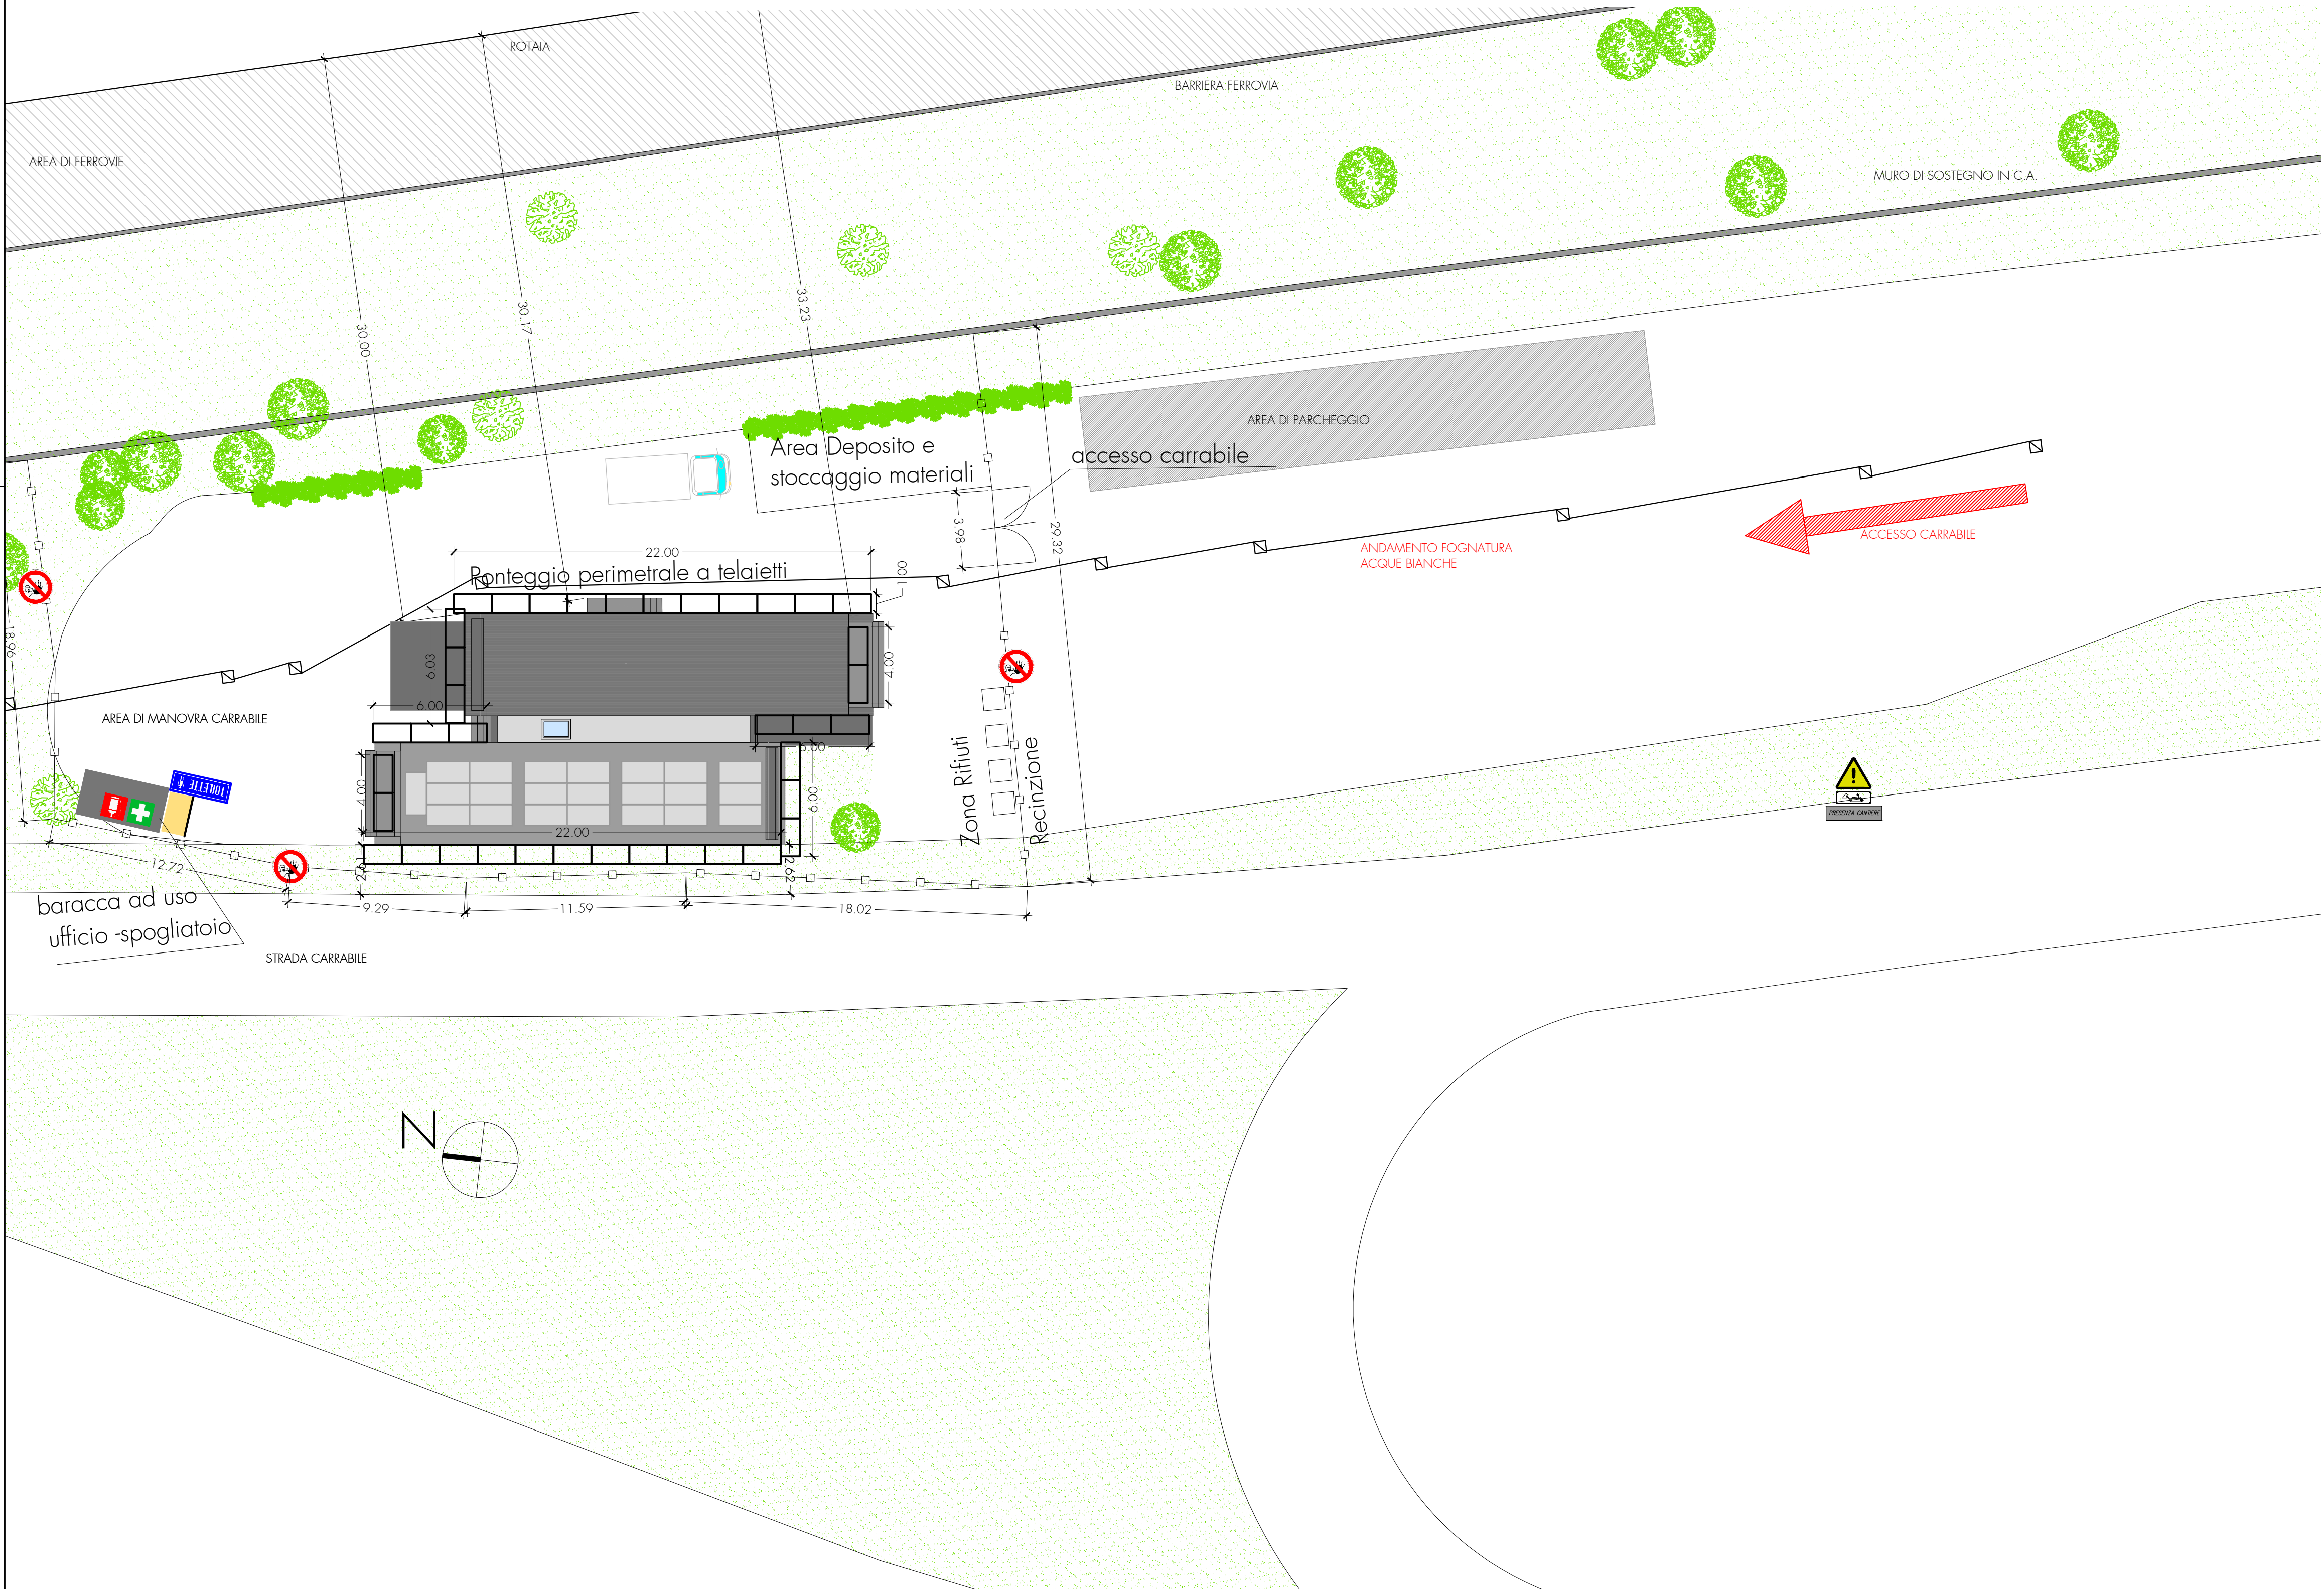 ROTAIA
BARRIERA FERROVIA
AREA DI FERROVIE
MURO DI SOSTEGNO IN C.A.
30.00
30.17
33.23
AREA DI PARCHEGGIO
Area Deposito e
stoccaggio materiali
accesso carrabile
3.98
29.32
ANDAMENTO FOGNATURA
ACQUE BIANCHE
ACCESSO CARRABILE
22.00
Ponteggio perimetrale a telaietti
1.00
18.96
6.03
4.00
6.00
AREA DI MANOVRA CARRABILE
6.00
Zona Rifiuti
Recinzione
TOILETTE
4.00
6.00
22.00
PRESENZA CANTIERE
12.72
2.61
2.62
baracca ad uso
ufficio -spogliatoio
9.29
11.59
18.02
STRADA CARRABILE
N